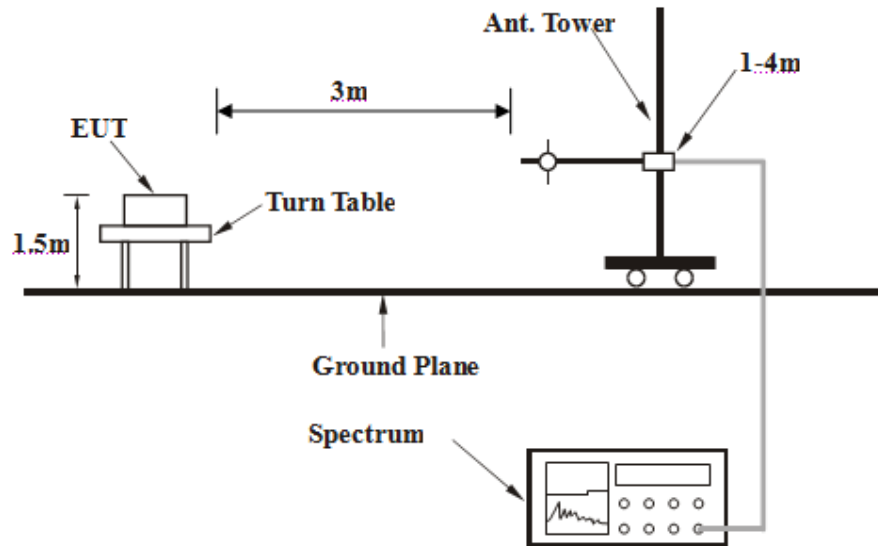 Ant. Tower
1-4m
3m
EUT
Turn Table
1.5m
Ground Plane
Spectrum